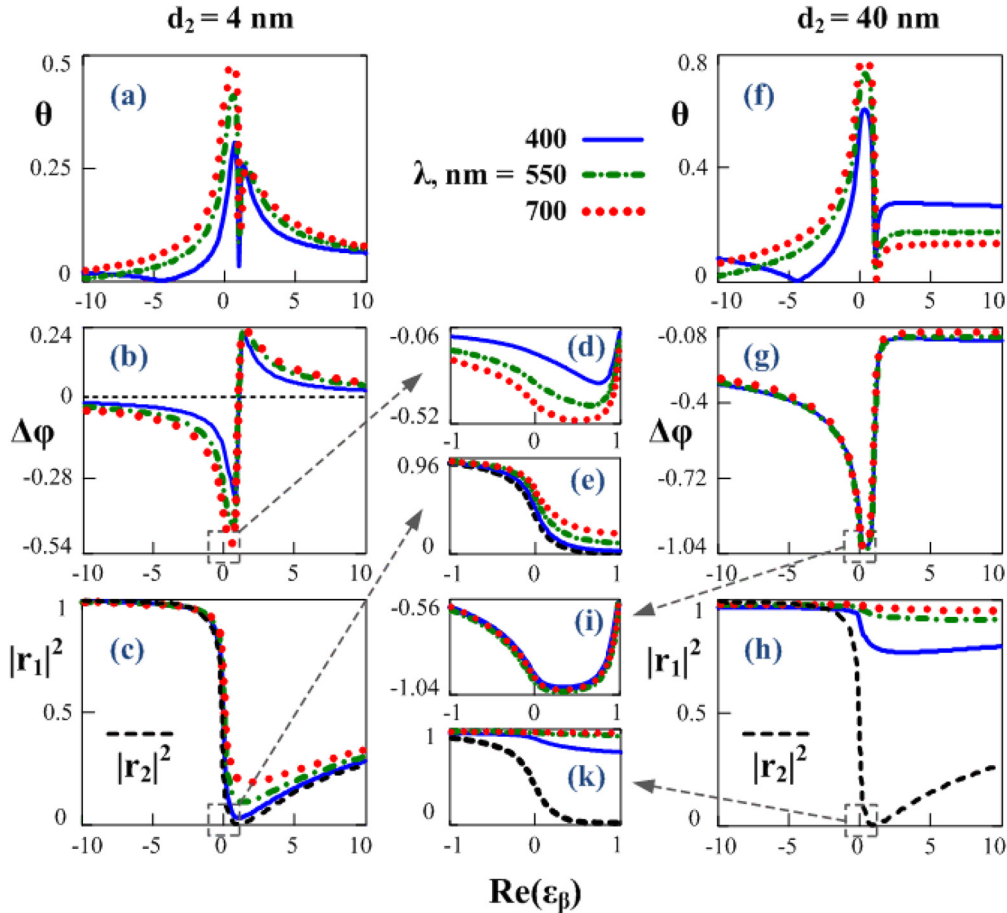 d₂ = 4 nm
d₂ = 40 nm
0.5
0.25
0
θ
(a)
-10 -5 0 5 10
400
λ, nm = 550
700
0.8
0.4
0
θ
(f)
-10 -5 0 5 10
0.24
0
-0.28
-0.54
Δφ
(b)
-10 -5 0 5 10
-0.06
-0.52
(d)
-1 0 1
0.96
0
(e)
-1 0 1
-0.08
-0.4
-0.72
-1.04
Δφ
(g)
-10 -5 0 5 10
1
0.5
0
|r₁|²
(c)
|r₂|²
-10 -5 0 5 10
-0.56
-1.04
(i)
-1 0 1
1
0
(k)
-1 0 1
1
0.5
0
|r₁|²
(h)
|r₂|²
-10 -5 0 5 10
Re(εᵦ)